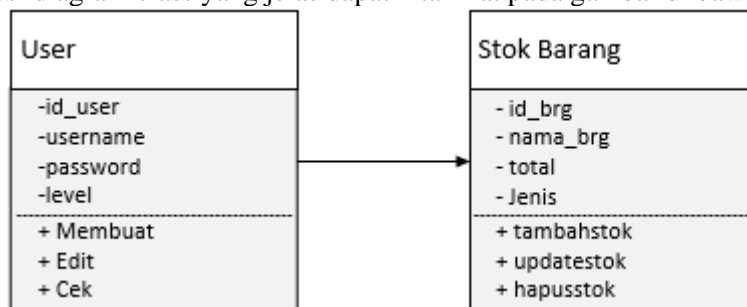 User
-id_user
-username
-password
-level
+ Membuat
+ Edit
+ Cek
Stok Barang
- id_brg
- nama_brg
- total
- Jenis
+ tambahstok
+ updatestok
+ hapusstok